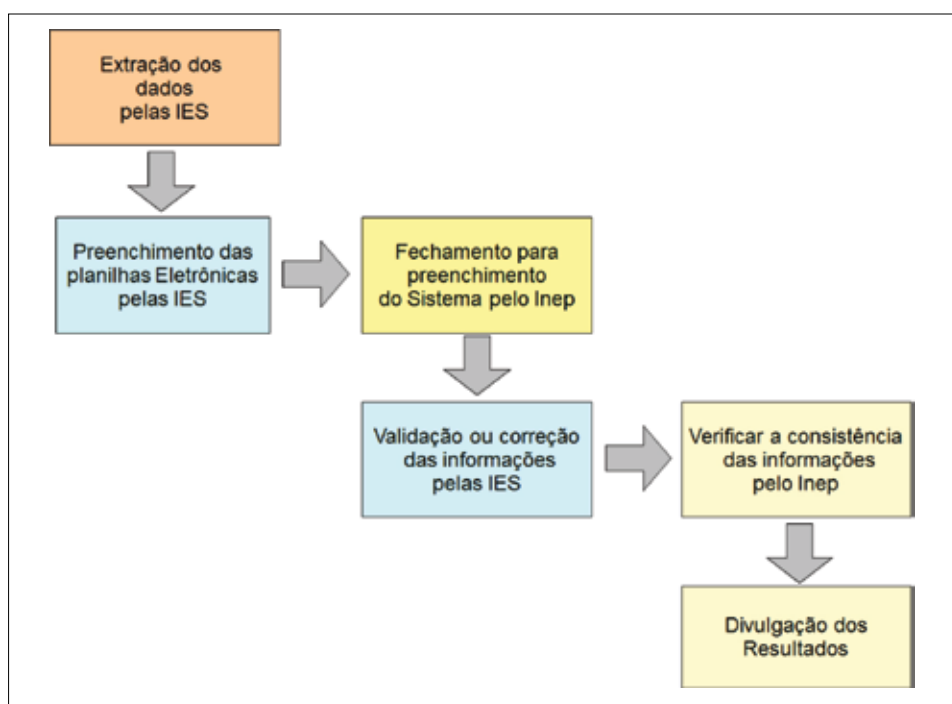 Extração dos
dados
pelas IES
Preenchimento das
planilhas Eletrônicas
pelas IES
Fechamento para
preenchimento
do Sistema pelo Inep
Validação ou correção
das informações
pelas IES
Verificar a consistência
das informações
pelo Inep
Divulgação dos
Resultados